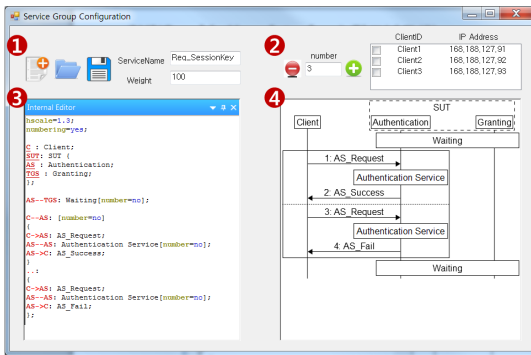 Service Group Configuration
1
ServiceName Req_SessionKey
Weight 100
2
number
3
ClientID IP Address
Client1 168,188,127,91
Client2 168,188,127,92
Client3 168,188,127,93
3
Internal Editor
hscale=1.3;
numbering=yes;
C : Client;
SUT: SUT {
AS : Authentication;
TGS : Granting;
};
AS--TGS: Waiting[number=no];
C--AS: [number=no]
{
C->AS: AS_Request;
AS--AS: Authentication Service[number=no];
AS->C: AS_Success;
}
..:
{
C->AS: AS_Request;
AS--AS: Authentication Service[number=no];
AS->C: AS_Fail;
};
4
SUT
Client Authentication Granting
Waiting
1: AS_Request
Authentication Service
2: AS_Success
3: AS_Request
Authentication Service
4: AS_Fail
Waiting